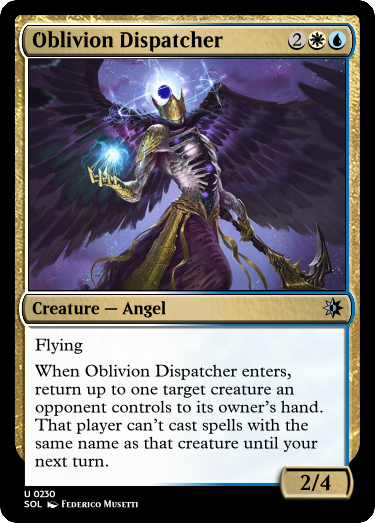 Oblivion Dispatcher 2
Creature — Angel
Flying
When Oblivion Dispatcher enters,
return up to one target creature an
opponent controls to its owner's hand.
That player can't cast spells with the
same name as that creature until your
next turn.
2/4
U 0230
SOL Federico Musetti